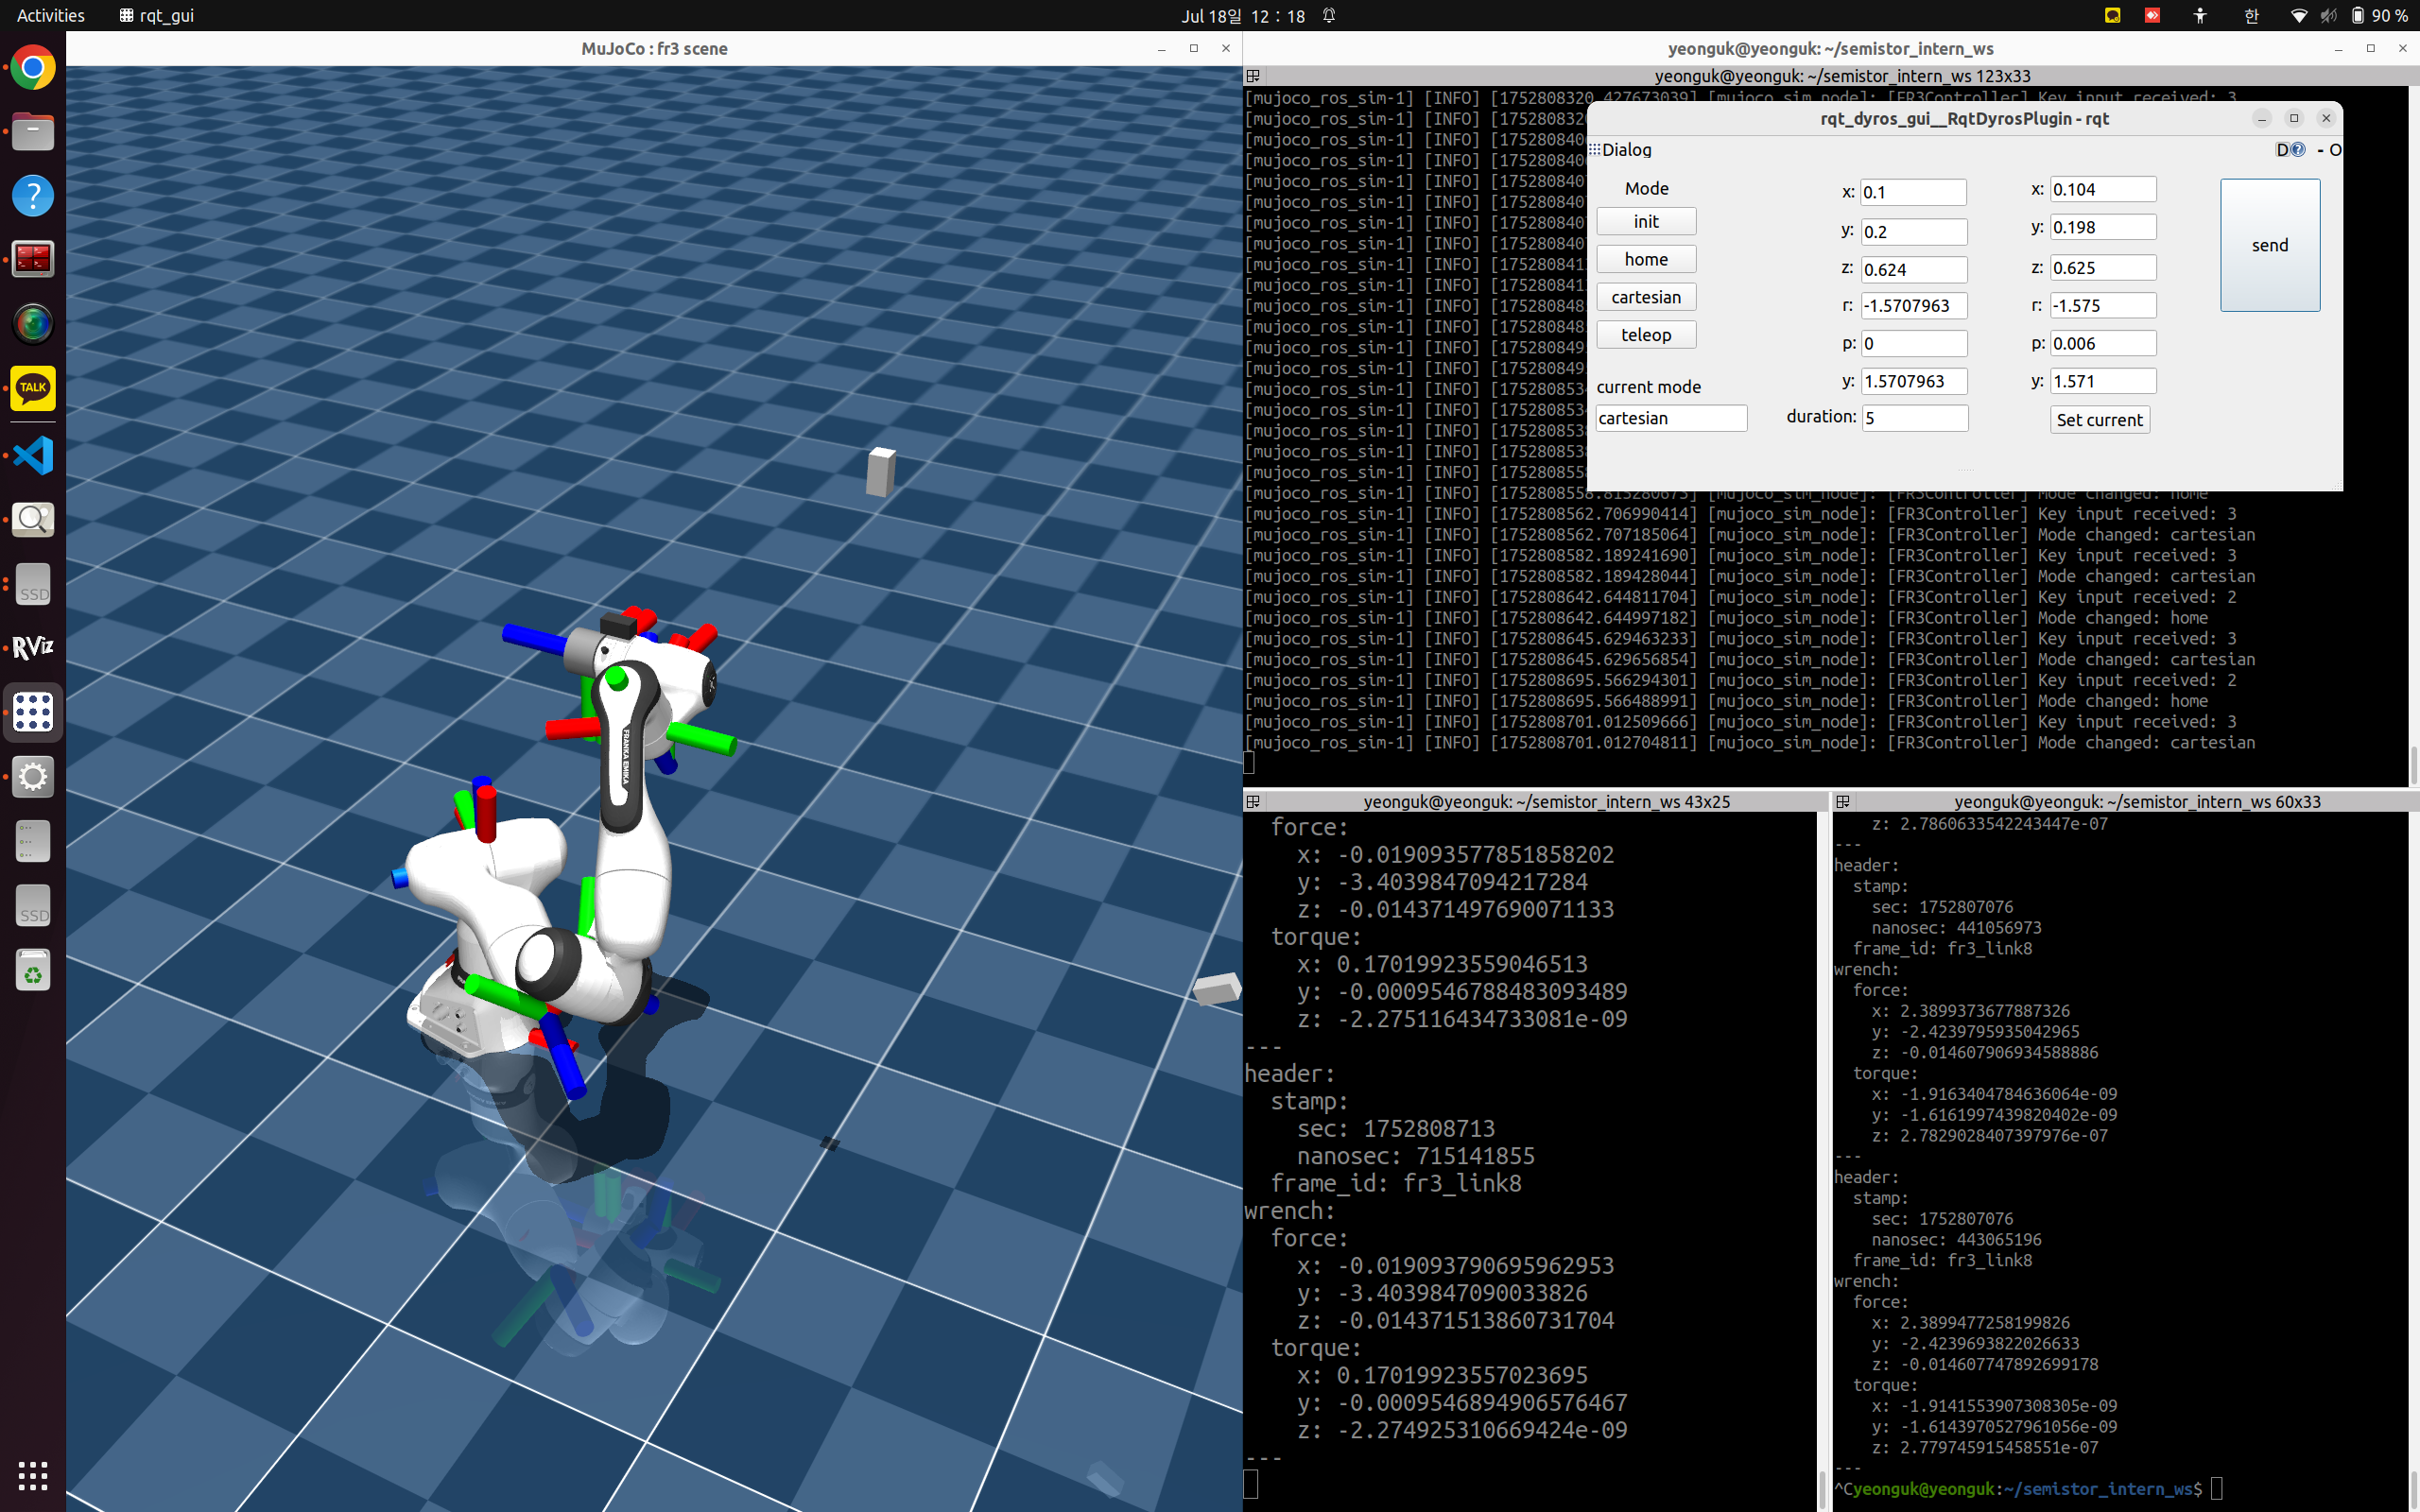 Activities
rqt_gui
Jul 18일 12 : 18
한
90 %
MuJoCo : fr3 scene
yeonguk@yeonguk: ~/semistor_intern_ws
yeonguk@yeonguk: ~/semistor_intern_ws 123x33
[mujoco_ros_sim-1] [INFO] [1752808320.427673039] [mujoco_sim_node]: [FR3Controller] Key input received: 3
[mujoco_ros_sim-1] [INFO] [175280832
[mujoco_ros_sim-1] [INFO] [175280840
[mujoco_ros_sim-1] [INFO] [175280840
[mujoco_ros_sim-1] [INFO] [175280840
[mujoco_ros_sim-1] [INFO] [175280840
[mujoco_ros_sim-1] [INFO] [175280840
[mujoco_ros_sim-1] [INFO] [175280840
[mujoco_ros_sim-1] [INFO] [175280841
[mujoco_ros_sim-1] [INFO] [175280841
[mujoco_ros_sim-1] [INFO] [175280848
[mujoco_ros_sim-1] [INFO] [175280848
[mujoco_ros_sim-1] [INFO] [175280849
[mujoco_ros_sim-1] [INFO] [175280849
[mujoco_ros_sim-1] [INFO] [175280853
[mujoco_ros_sim-1] [INFO] [175280853
[mujoco_ros_sim-1] [INFO] [175280853
[mujoco_ros_sim-1] [INFO] [175280853
[mujoco_ros_sim-1] [INFO] [175280855
[mujoco_ros_sim-1] [INFO] [1752808558.815280675] [mujoco_sim_node]: [FR3Controller] Mode changed: home
[mujoco_ros_sim-1] [INFO] [1752808562.706990414] [mujoco_sim_node]: [FR3Controller] Key input received: 3
[mujoco_ros_sim-1] [INFO] [1752808562.707185064] [mujoco_sim_node]: [FR3Controller] Mode changed: cartesian
[mujoco_ros_sim-1] [INFO] [1752808582.189241690] [mujoco_sim_node]: [FR3Controller] Key input received: 3
[mujoco_ros_sim-1] [INFO] [1752808582.189428044] [mujoco_sim_node]: [FR3Controller] Mode changed: cartesian
[mujoco_ros_sim-1] [INFO] [1752808642.644811704] [mujoco_sim_node]: [FR3Controller] Key input received: 2
[mujoco_ros_sim-1] [INFO] [1752808642.644997182] [mujoco_sim_node]: [FR3Controller] Mode changed: home
[mujoco_ros_sim-1] [INFO] [1752808645.629463233] [mujoco_sim_node]: [FR3Controller] Key input received: 3
[mujoco_ros_sim-1] [INFO] [1752808645.629656854] [mujoco_sim_node]: [FR3Controller] Mode changed: cartesian
[mujoco_ros_sim-1] [INFO] [1752808695.566294301] [mujoco_sim_node]: [FR3Controller] Key input received: 2
[mujoco_ros_sim-1] [INFO] [1752808695.566488991] [mujoco_sim_node]: [FR3Controller] Mode changed: home
[mujoco_ros_sim-1] [INFO] [1752808701.012509666] [mujoco_sim_node]: [FR3Controller] Key input received: 3
[mujoco_ros_sim-1] [INFO] [1752808701.012704811] [mujoco_sim_node]: [FR3Controller] Mode changed: cartesian
rqt_dyros_gui__RqtDyrosPlugin - rqt
Dialog
D - O
Mode
init
home
cartesian
teleop
current mode
cartesian
x: 0.1
y: 0.2
z: 0.624
r: -1.5707963
p: 0
y: 1.5707963
duration: 5
x: 0.104
y: 0.198
z: 0.625
r: -1.575
p: 0.006
y: 1.571
Set current
send
TALK
SSD
RViz
SSD
FRANKA EMIKA
yeonguk@yeonguk: ~/semistor_intern_ws 43x25
force:
x: -0.019093577851858202
y: -3.4039847094217284
z: -0.014371497690071133
torque:
x: 0.17019923559046513
y: -0.0009546788483093489
z: -2.275116434733081e-09
---
header:
stamp:
sec: 1752808713
nanosec: 715141855
frame_id: fr3_link8
wrench:
force:
x: -0.019093790695962953
y: -3.4039847090033826
z: -0.014371513860731704
torque:
x: 0.17019923557023695
y: -0.0009546894906576467
z: -2.274925310669424e-09
---
yeonguk@yeonguk: ~/semistor_intern_ws 60x33
z: 2.7860633542243447e-07
---
header:
stamp:
sec: 1752807076
nanosec: 441056973
frame_id: fr3_link8
wrench:
force:
x: 2.3899373677887326
y: -2.4239795935042965
z: -0.014607906934588886
torque:
x: -1.9163404784636064e-09
y: -1.6161997439820402e-09
z: 2.7829028407397976e-07
---
header:
stamp:
sec: 1752807076
nanosec: 443065196
frame_id: fr3_link8
wrench:
force:
x: 2.3899477258199826
y: -2.4239693822026633
z: -0.014607747892699178
torque:
x: -1.9141553907308305e-09
y: -1.6143970527961056e-09
z: 2.779745915458551e-07
---
^Cyeonguk@yeonguk:~/semistor_intern_ws$